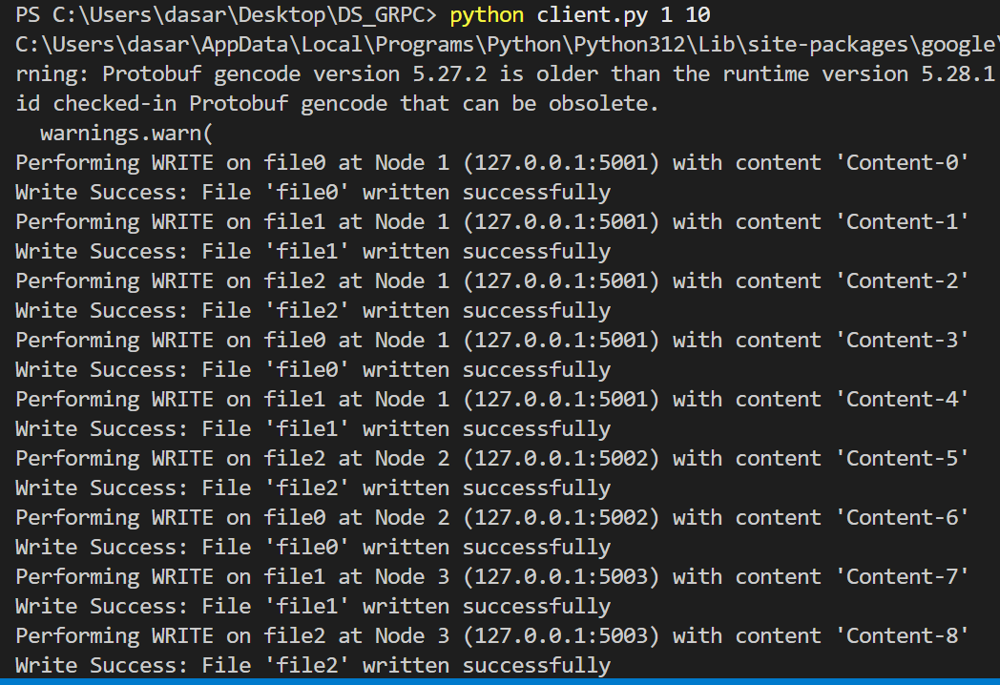 PS C:\Users\dasar\Desktop\DS_GRPC> python client.py 1 10
C:\Users\dasar\AppData\Local\Programs\Python\Python312\Lib\site-packages\google\
rning: Protobuf gencode version 5.27.2 is older than the runtime version 5.28.1
id checked-in Protobuf gencode that can be obsolete.
  warnings.warn(
Performing WRITE on file0 at Node 1 (127.0.0.1:5001) with content 'Content-0'
Write Success: File 'file0' written successfully
Performing WRITE on file1 at Node 1 (127.0.0.1:5001) with content 'Content-1'
Write Success: File 'file1' written successfully
Performing WRITE on file2 at Node 1 (127.0.0.1:5001) with content 'Content-2'
Write Success: File 'file2' written successfully
Performing WRITE on file0 at Node 1 (127.0.0.1:5001) with content 'Content-3'
Write Success: File 'file0' written successfully
Performing WRITE on file1 at Node 1 (127.0.0.1:5001) with content 'Content-4'
Write Success: File 'file1' written successfully
Performing WRITE on file2 at Node 2 (127.0.0.1:5002) with content 'Content-5'
Write Success: File 'file2' written successfully
Performing WRITE on file0 at Node 2 (127.0.0.1:5002) with content 'Content-6'
Write Success: File 'file0' written successfully
Performing WRITE on file1 at Node 3 (127.0.0.1:5003) with content 'Content-7'
Write Success: File 'file1' written successfully
Performing WRITE on file2 at Node 3 (127.0.0.1:5003) with content 'Content-8'
Write Success: File 'file2' written successfully